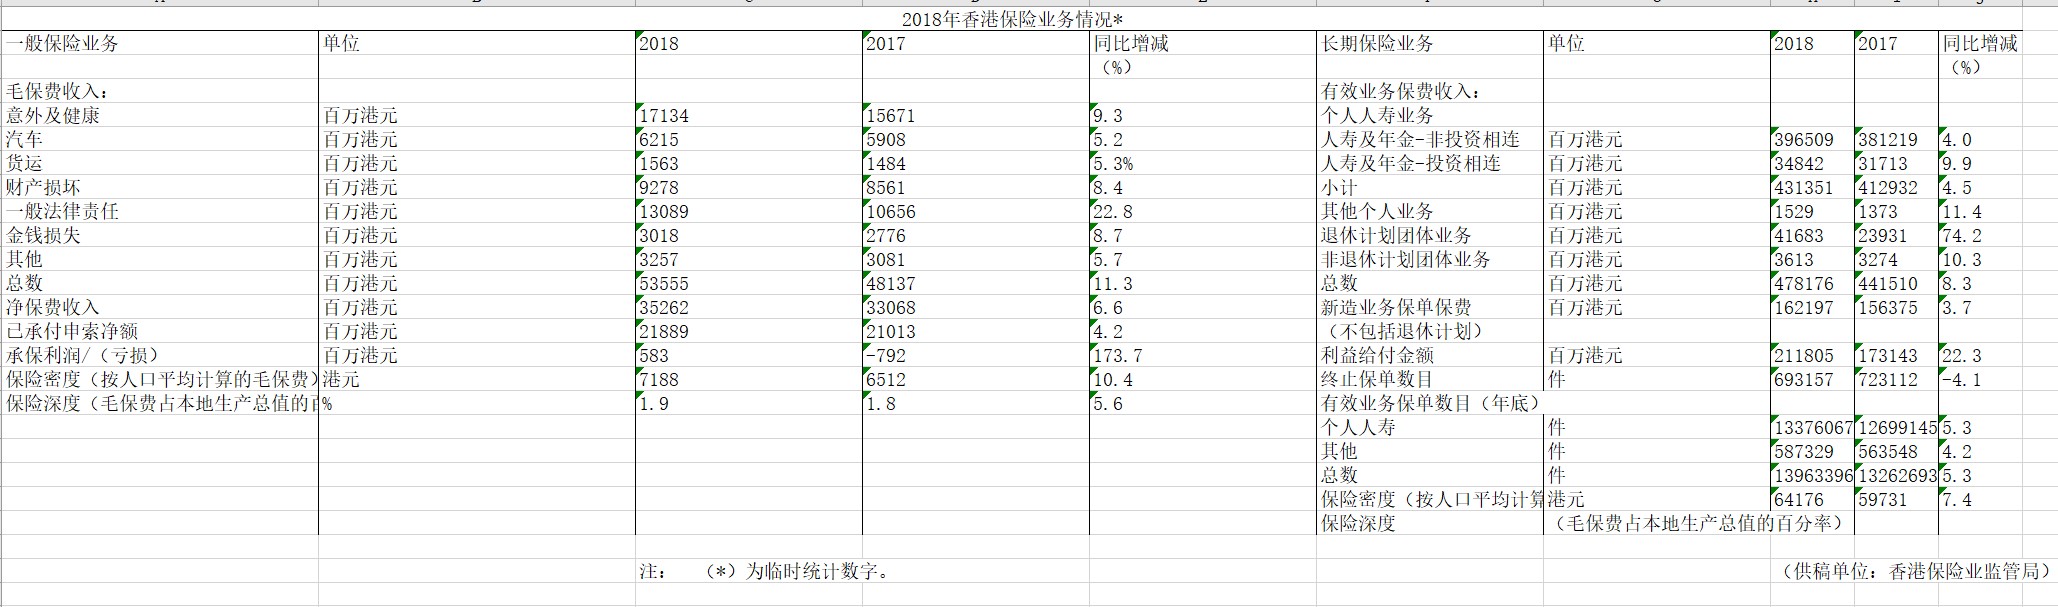 2018年香港保险业务情况*
一般保险业务 单位 2018 2017 同比增减 长期保险业务 单位 2018 2017 同比增减
（%） （%）
毛保费收入： 有效业务保费收入：
意外及健康 百万港元 17134 15671 9.3 个人人寿业务
汽车 百万港元 6215 5908 5.2 人寿及年金-非投资相连 百万港元 396509 381219 4.0
货运 百万港元 1563 1484 5.3% 人寿及年金-投资相连 百万港元 34842 31713 9.9
财产损坏 百万港元 9278 8561 8.4 小计 百万港元 431351 412932 4.5
一般法律责任 百万港元 13089 10656 22.8 其他个人业务 百万港元 1529 1373 11.4
金钱损失 百万港元 3018 2776 8.7 退休计划团体业务 百万港元 41683 23931 74.2
其他 百万港元 3257 3081 5.7 非退休计划团体业务 百万港元 3613 3274 10.3
总数 百万港元 53555 48137 11.3 总数 百万港元 478176 441510 8.3
净保费收入 百万港元 35262 33068 6.6 新造业务保单保费 百万港元 162197 156375 3.7
已承付申索净额 百万港元 21889 21013 4.2 （不包括退休计划）
承保利润/（亏损） 百万港元 583 -792 173.7 利益给付金额 百万港元 211805 173143 22.3
保险密度（按人口平均计算的毛保费） 港元 7188 6512 10.4 终止保单数目 件 693157 723112 -4.1
保险深度（毛保费占本地生产总值的 % 1.9 1.8 5.6 有效业务保单数目（年底）
个人人寿 件 13376067 12699145 5.3
其他 件 587329 563548 4.2
总数 件 13963396 13262693 5.3
保险密度（按人口平均计算 港元 64176 59731 7.4
保险深度 （毛保费占本地生产总值的百分率）
注： （*）为临时统计数字。 （供稿单位：香港保险业监管局）